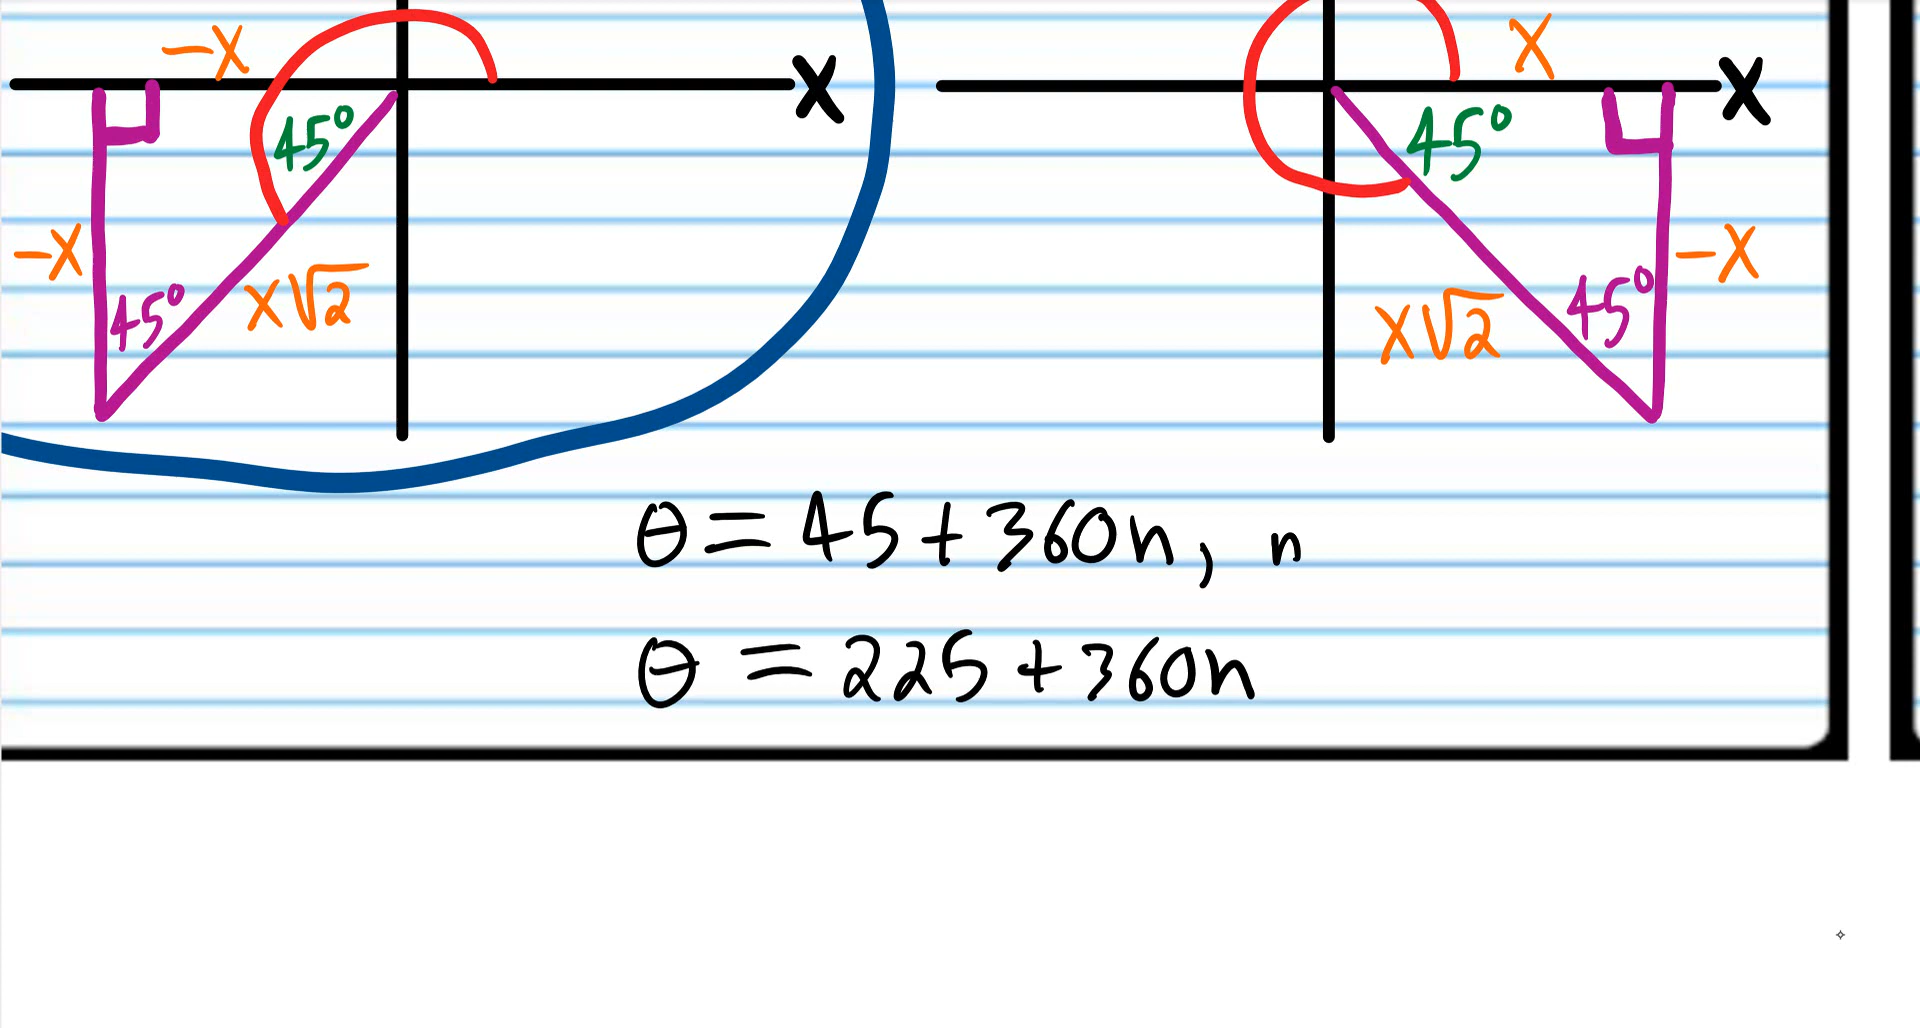 -x
x
X
X
45°
45°
-x
-x
45°
x√2
x√2
45°
θ = 45 + 360n, n
θ = 225 + 360n